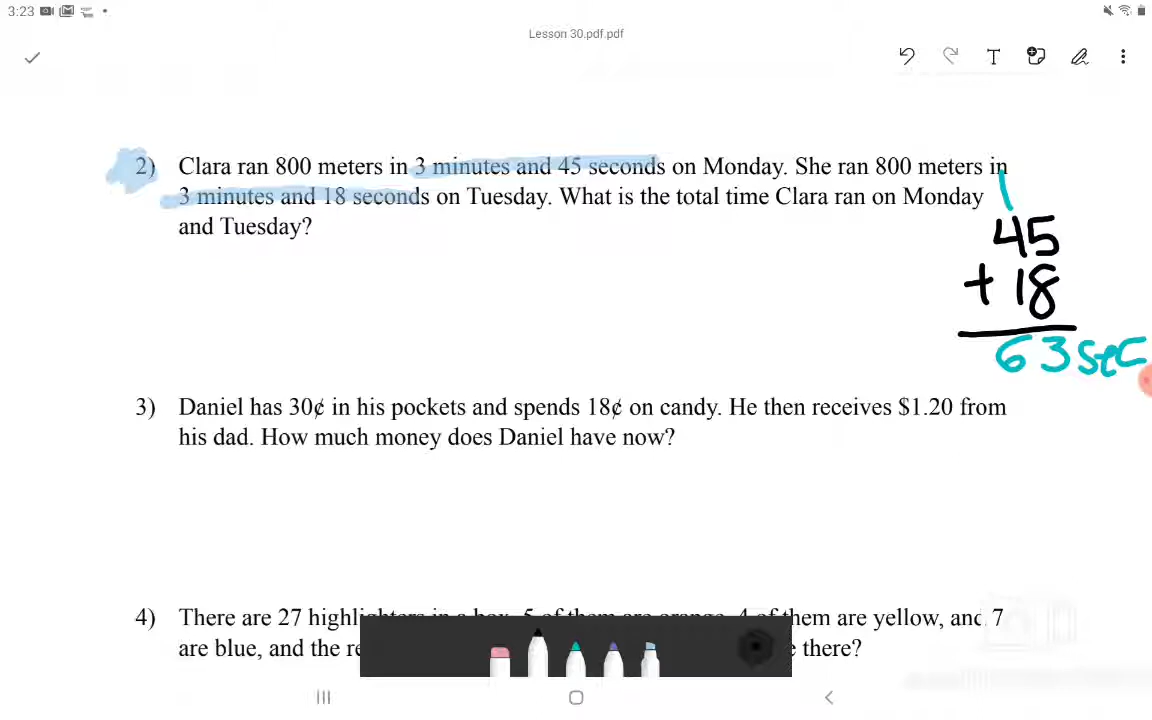 3:23
Lesson 30.pdf.pdf
T
2) Clara ran 800 meters in 3 minutes and 45 seconds on Monday. She ran 800 meters in
3 minutes and 18 seconds on Tuesday. What is the total time Clara ran on Monday
and Tuesday?
1
45
+ 18
63 sec
3) Daniel has 30¢ in his pockets and spends 18¢ on candy. He then receives $1.20 from
his dad. How much money does Daniel have now?
4) There are 27 highlighters in a box. 5 of them are orange, 4 of them are yellow, and 7
are blue, and the there?